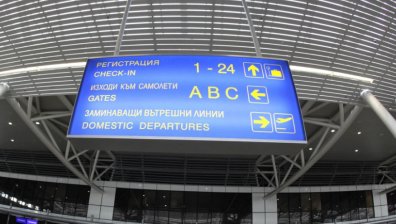 РЕГИСТРАЦИЯ
CHECK-IN 1 - 24
ИЗХОДИ КЪМ САМОЛЕТИ
GATES A B C
ЗАМИНАВАЩИ ВЪТРЕШНИ ЛИНИИ
DOMESTIC DEPARTURES